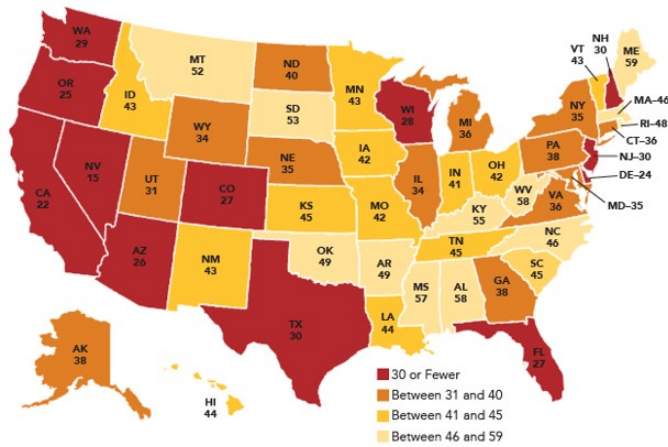 WA
29
OR
25
CA
22
NV
15
ID
43
MT
52
WY
34
UT
31
AZ
26
CO
27
NM
43
ND
40
SD
53
NE
35
KS
45
OK
49
TX
30
MN
43
IA
42
MO
42
AR
49
LA
44
WI
28
IL
34
MI
36
IN
41
OH
42
KY
55
TN
45
MS
57
AL
58
GA
38
FL
27
SC
45
NC
46
VA
36
WV
58
PA
38
NY
35
VT
43
NH
30
ME
59
MA–46
RI–48
CT–36
NJ–30
DE–24
MD–35
AK
38
HI
44
30 or Fewer
Between 31 and 40
Between 41 and 45
Between 46 and 59